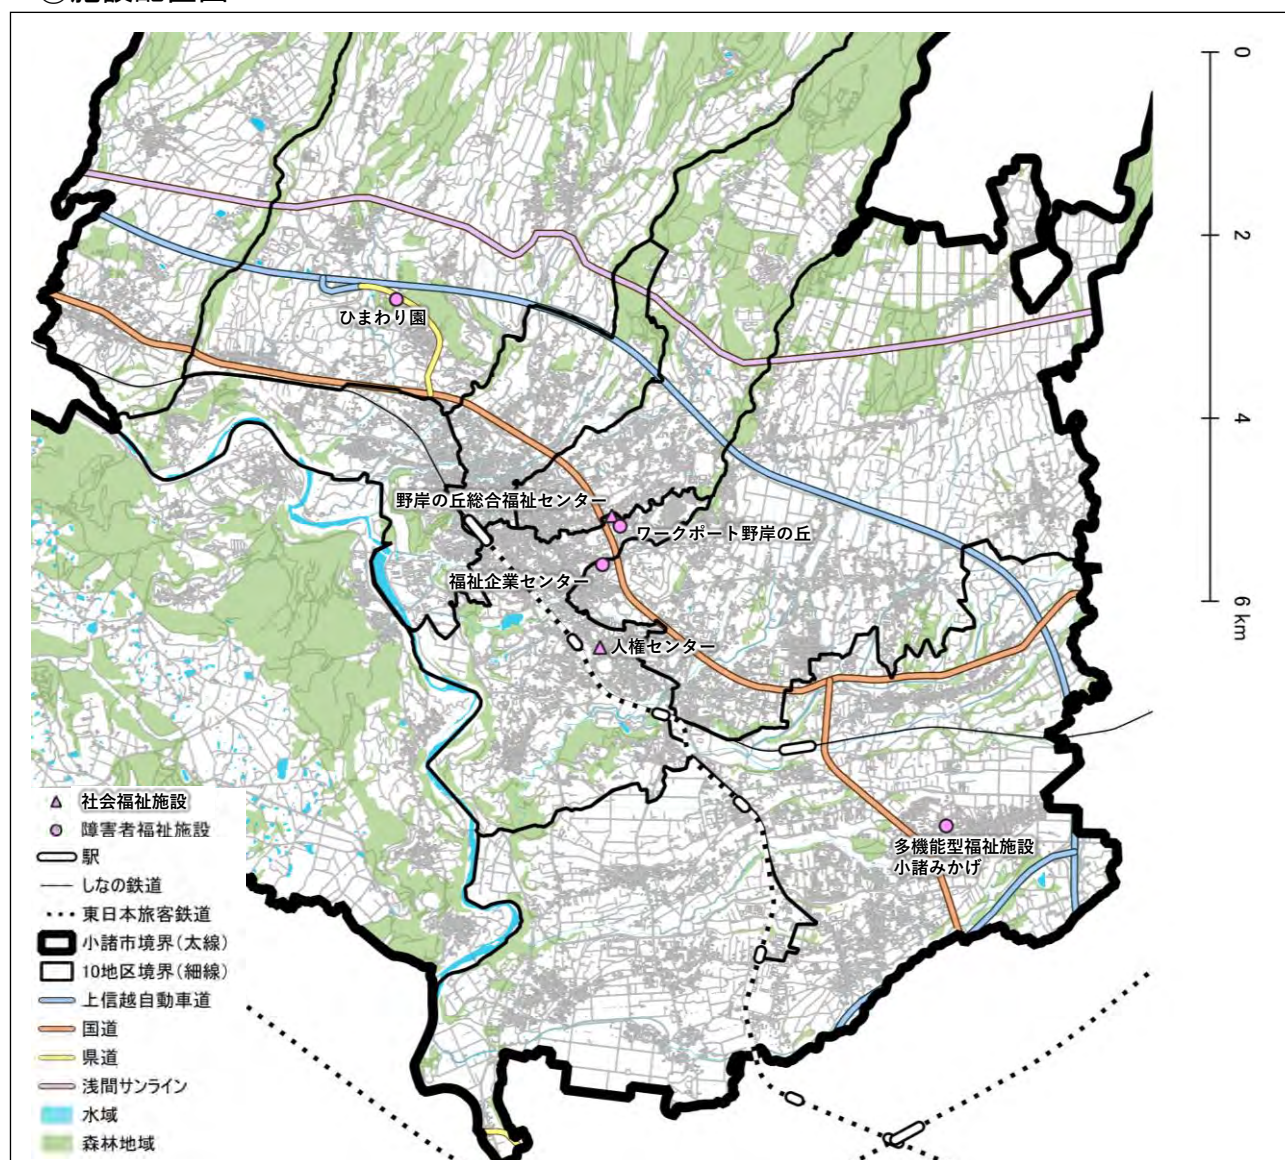 ①施設配置図
0
2
4
6 km
ひまわり園
野岸の丘総合福祉センター
ワークポート野岸の丘
福祉企業センター
人権センター
多機能型福祉施設
小諸みかげ
社会福祉施設
障害者福祉施設
駅
しなの鉄道
東日本旅客鉄道
小諸市境界(太線)
10地区境界(細線)
上信越自動車道
国道
県道
浅間サンライン
水域
森林地域